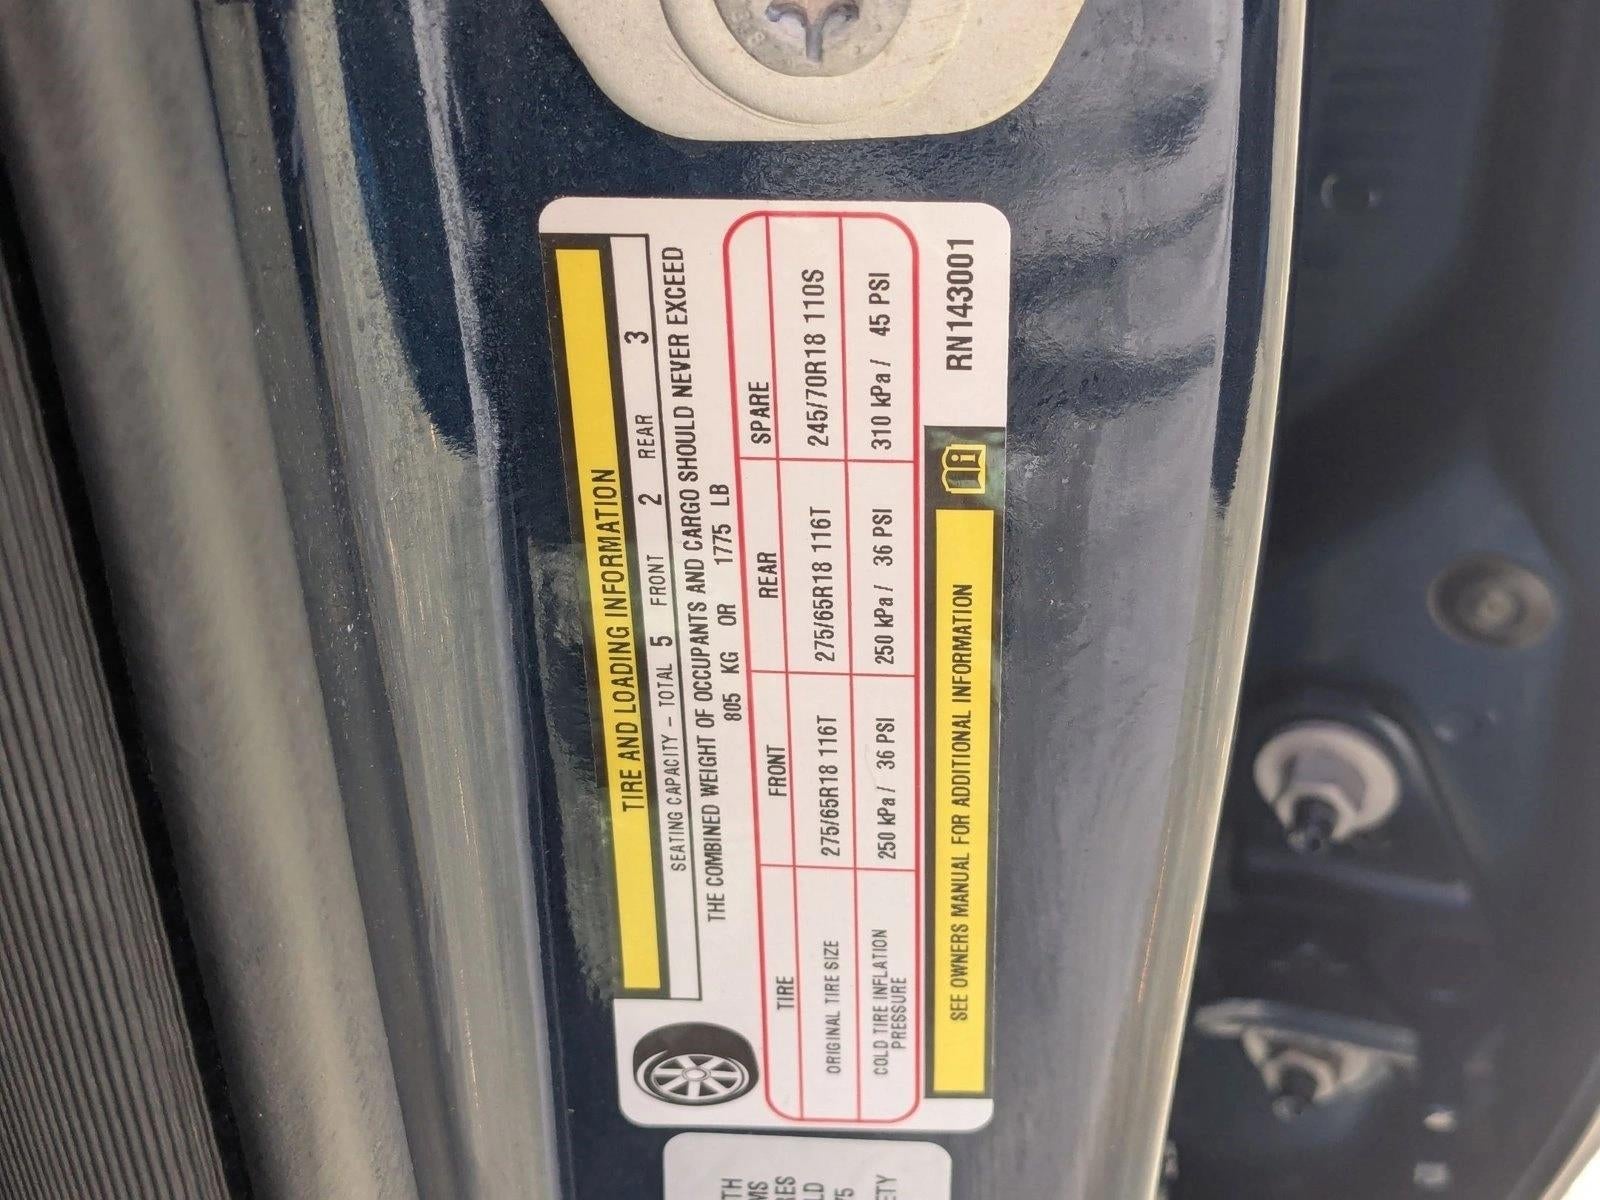 TIRE AND LOADING INFORMATION
SEATING CAPACITY – TOTAL 5 FRONT 2 REAR 3
THE COMBINED WEIGHT OF OCCUPANTS AND CARGO SHOULD NEVER EXCEED
805 KG OR 1775 LB
TIRE FRONT REAR SPARE
ORIGINAL TIRE SIZE 275/65R18 116T 275/65R18 116T 245/70R18 110S
COLD TIRE INFLATION PRESSURE 250 kPa / 36 PSI 250 kPa / 36 PSI 310 kPa / 45 PSI
SEE OWNERS MANUAL FOR ADDITIONAL INFORMATION
RN143001